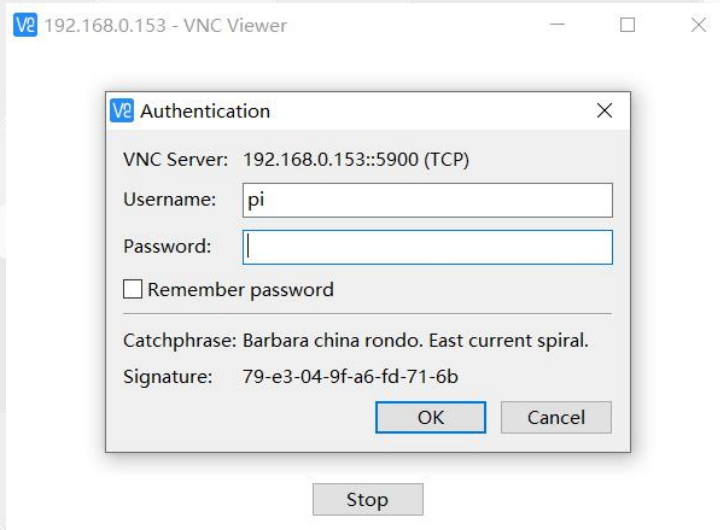 192.168.0.153 - VNC Viewer
Authentication
VNC Server: 192.168.0.153::5900 (TCP)
Username: pi
Password:
Remember password
Catchphrase: Barbara china rondo. East current spiral.
Signature: 79-e3-04-9f-a6-fd-71-6b
OK Cancel
Stop